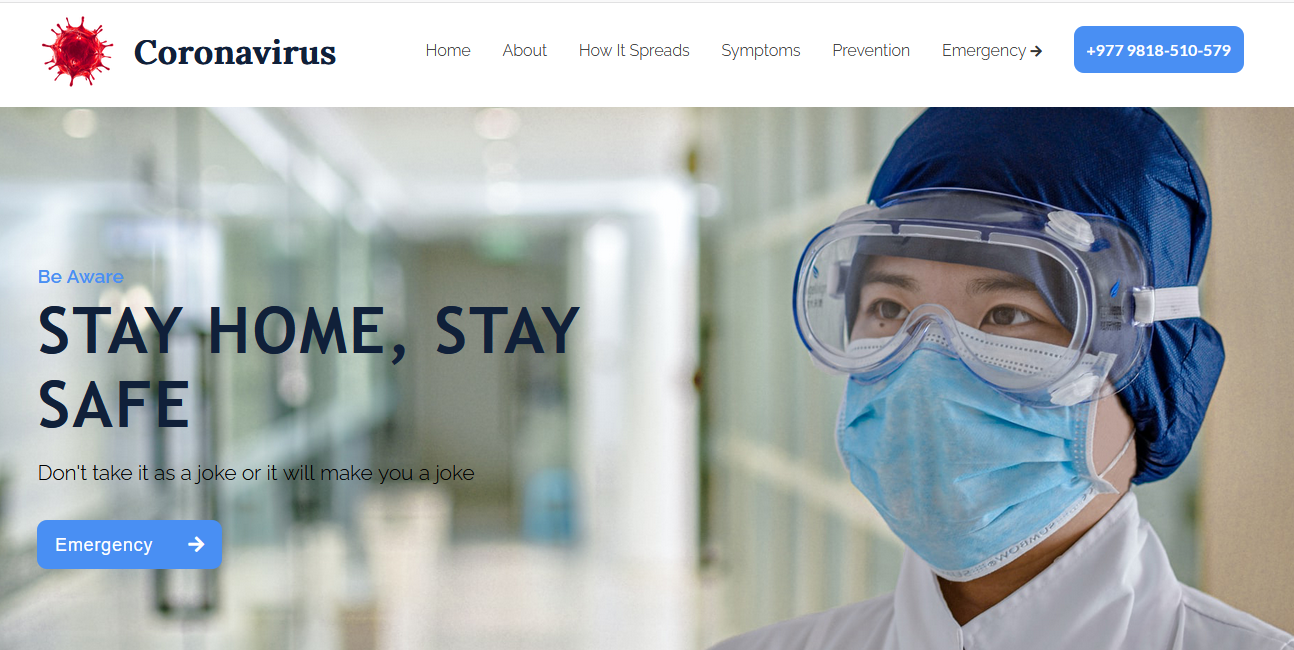 Coronavirus
Home
About
How It Spreads
Symptoms
Prevention
Emergency
+977 9818-510-579
Be Aware
STAY HOME, STAY
SAFE
Don't take it as a joke or it will make you a joke
Emergency